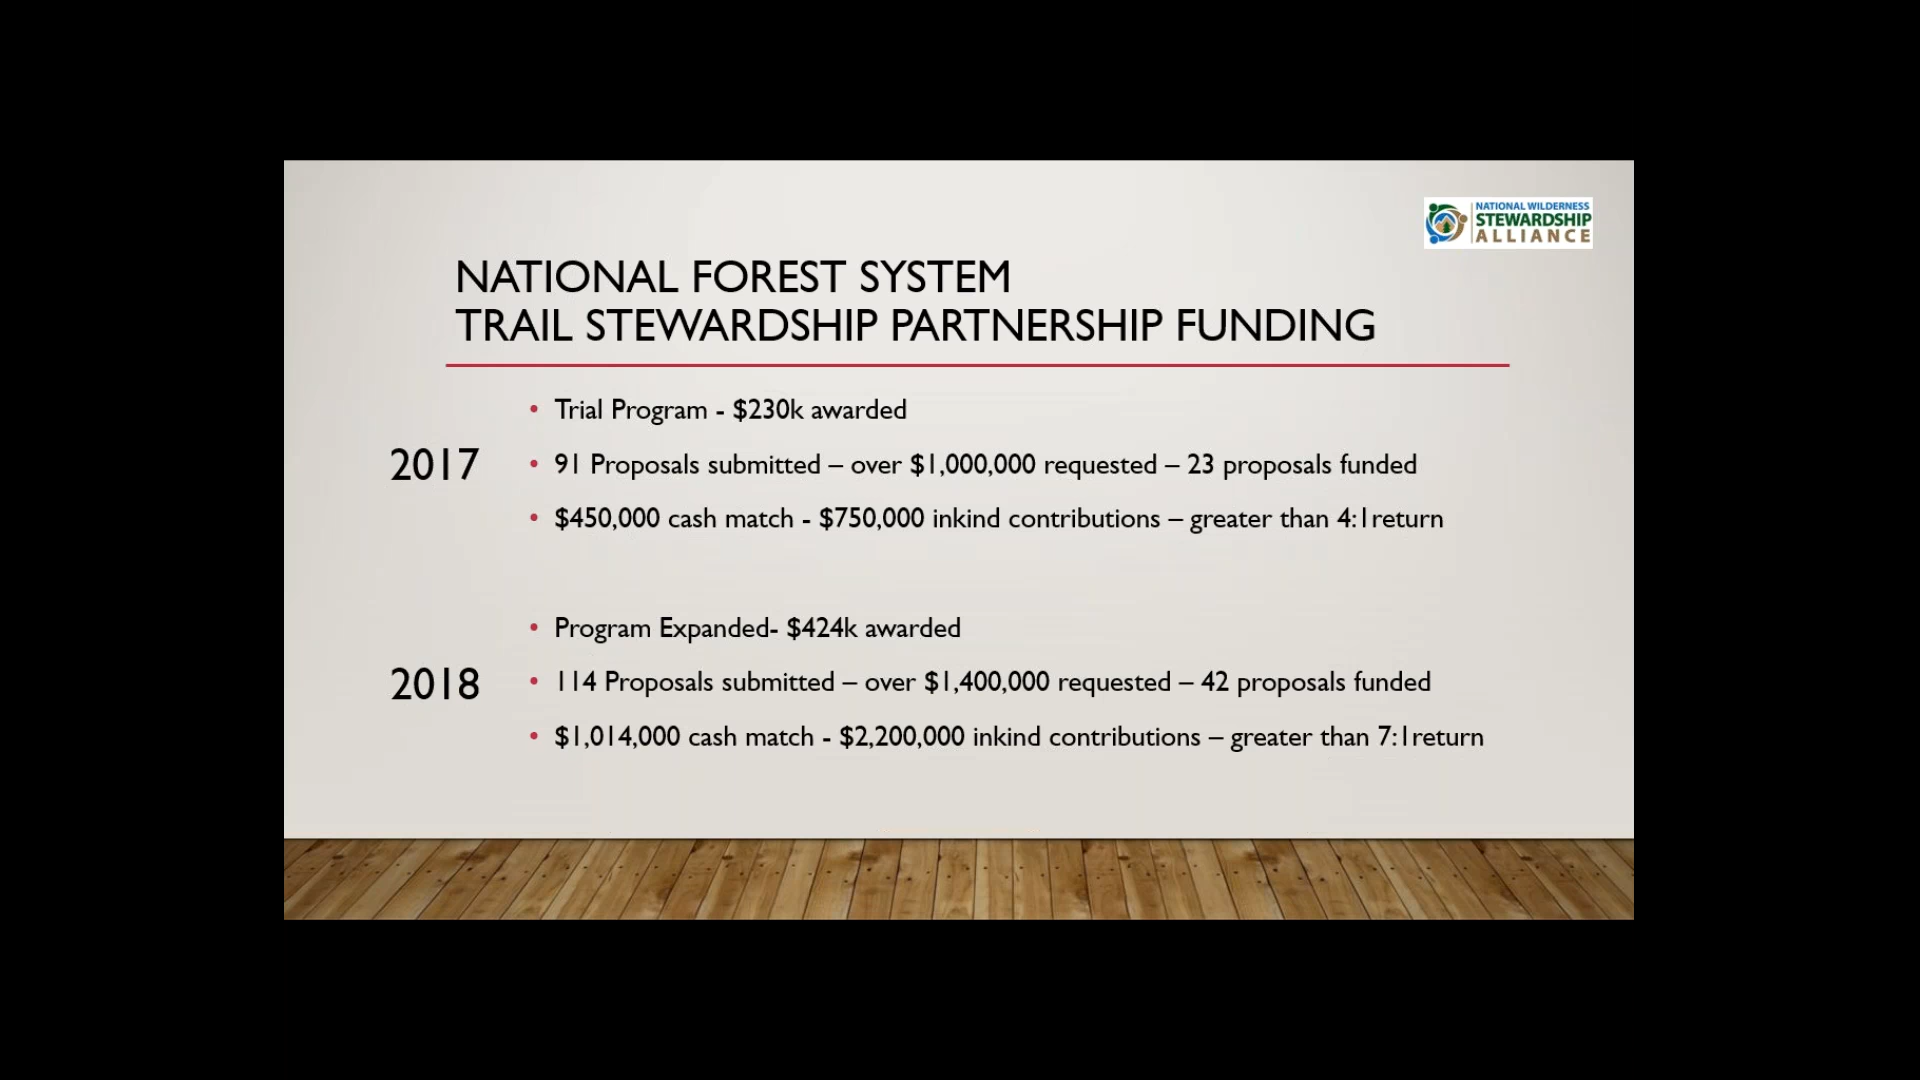 NATIONAL WILDERNESS
STEWARDSHIP
ALLIANCE
NATIONAL FOREST SYSTEM
TRAIL STEWARDSHIP PARTNERSHIP FUNDING
2017
• Trial Program - $230k awarded
• 91 Proposals submitted – over $1,000,000 requested – 23 proposals funded
• $450,000 cash match - $750,000 inkind contributions – greater than 4:1return
2018
• Program Expanded- $424k awarded
• 114 Proposals submitted – over $1,400,000 requested – 42 proposals funded
• $1,014,000 cash match - $2,200,000 inkind contributions – greater than 7:1return